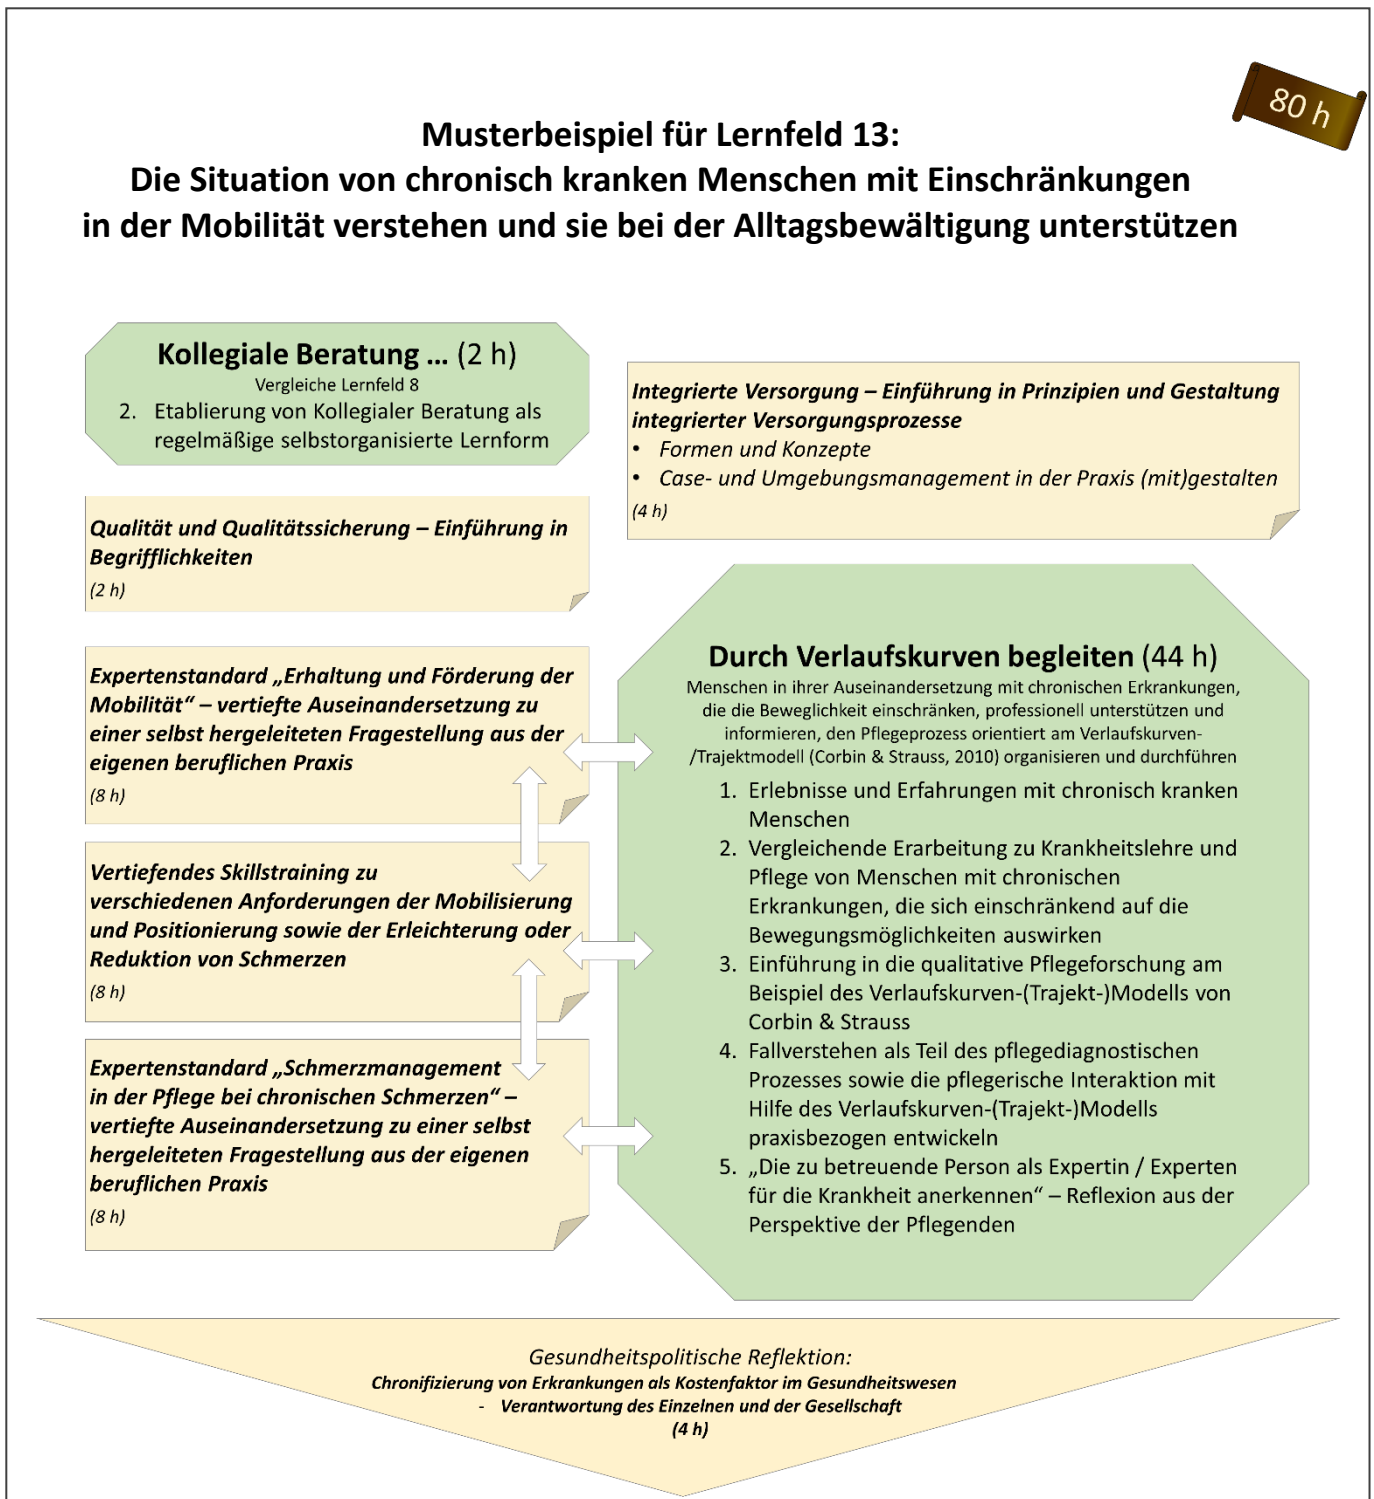 80 h
Musterbeispiel für Lernfeld 13:
Die Situation von chronisch kranken Menschen mit Einschränkungen
in der Mobilität verstehen und sie bei der Alltagsbewältigung unterstützen
Kollegiale Beratung ... (2 h)
Vergleiche Lernfeld 8
2. Etablierung von Kollegialer Beratung als
regelmäßige selbstorganisierte Lernform
Integrierte Versorgung – Einführung in Prinzipien und Gestaltung
integrierter Versorgungsprozesse
• Formen und Konzepte
• Case- und Umgebungsmanagement in der Praxis (mit)gestalten
(4 h)
Qualität und Qualitätssicherung – Einführung in
Begrifflichkeiten
(2 h)
Expertenstandard „Erhaltung und Förderung der
Mobilität“ – vertiefte Auseinandersetzung zu
einer selbst hergeleiteten Fragestellung aus der
eigenen beruflichen Praxis
(8 h)
Vertiefendes Skillstraining zu
verschiedenen Anforderungen der Mobilisierung
und Positionierung sowie der Erleichterung oder
Reduktion von Schmerzen
(8 h)
Expertenstandard „Schmerzmanagement
in der Pflege bei chronischen Schmerzen“ –
vertiefte Auseinandersetzung zu einer selbst
hergeleiteten Fragestellung aus der eigenen
beruflichen Praxis
(8 h)
Durch Verlaufskurven begleiten (44 h)
Menschen in ihrer Auseinandersetzung mit chronischen Erkrankungen,
die die Beweglichkeit einschränken, professionell unterstützen und
informieren, den Pflegeprozess orientiert am Verlaufskurven-
/Trajektmodell (Corbin & Strauss, 2010) organisieren und durchführen
1. Erlebnisse und Erfahrungen mit chronisch kranken
Menschen
2. Vergleichende Erarbeitung zu Krankheitslehre und
Pflege von Menschen mit chronischen
Erkrankungen, die sich einschränkend auf die
Bewegungsmöglichkeiten auswirken
3. Einführung in die qualitative Pflegeforschung am
Beispiel des Verlaufskurven-(Trajekt-)Modells von
Corbin & Strauss
4. Fallverstehen als Teil des pflegediagnostischen
Prozesses sowie die pflegerische Interaktion mit
Hilfe des Verlaufskurven-(Trajekt-)Modells
praxisbezogen entwickeln
5. „Die zu betreuende Person als Expertin / Experten
für die Krankheit anerkennen“ – Reflexion aus der
Perspektive der Pflegenden
Gesundheitspolitische Reflektion:
Chronifizierung von Erkrankungen als Kostenfaktor im Gesundheitswesen
- Verantwortung des Einzelnen und der Gesellschaft
(4 h)